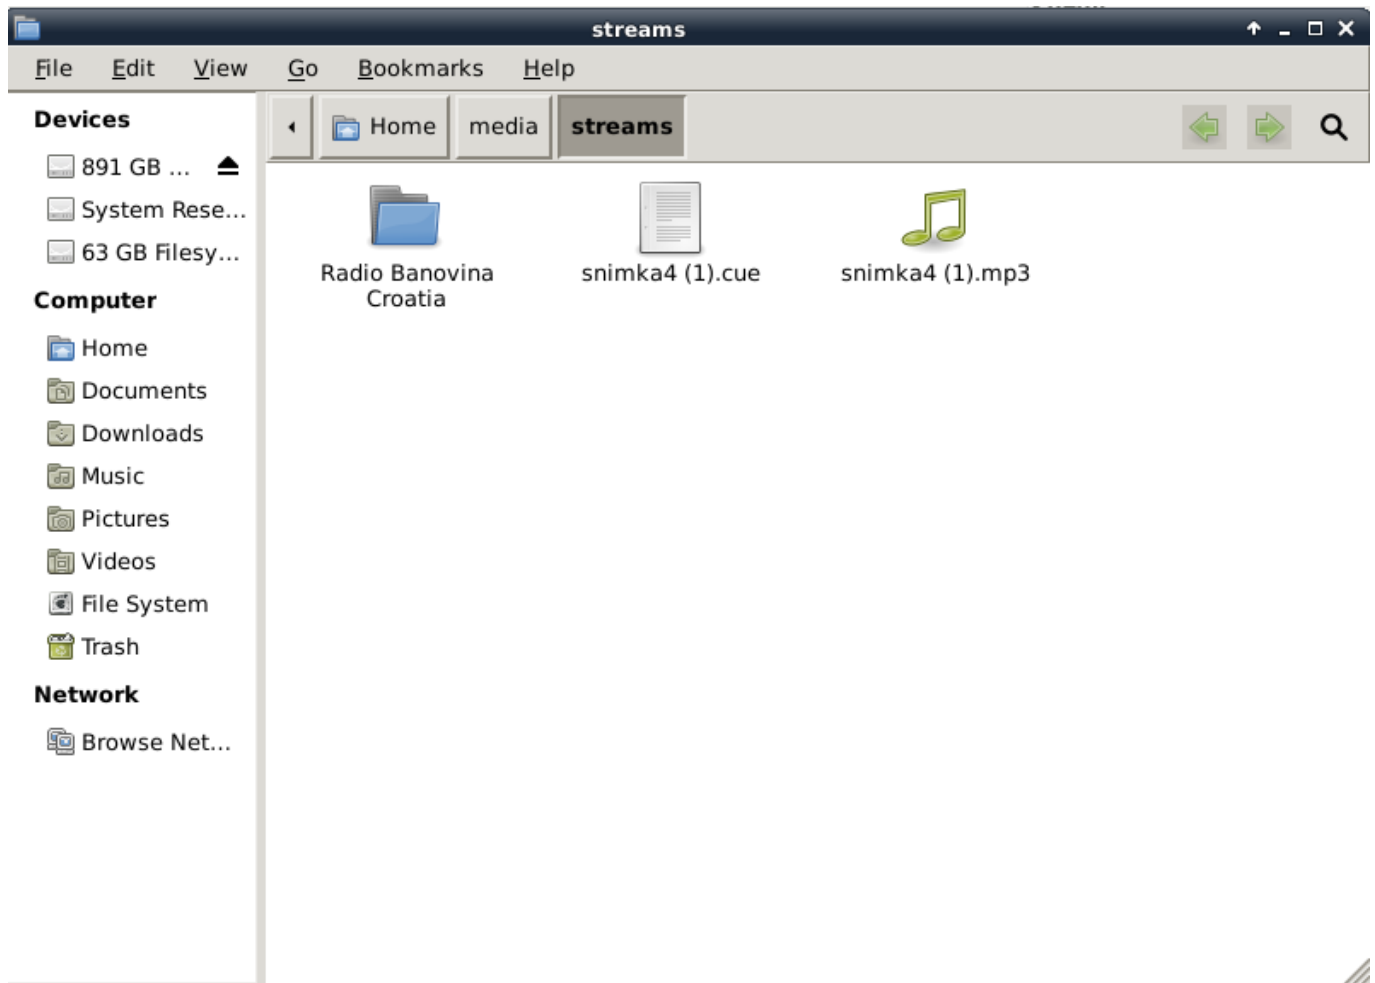 streams
File Edit View Go Bookmarks Help
Devices
891 GB ...
System Rese...
63 GB Filesy...
Computer
Home
Documents
Downloads
Music
Pictures
Videos
File System
Trash
Network
Browse Net...
Home media streams
Radio Banovina
Croatia
snimka4 (1).cue
snimka4 (1).mp3